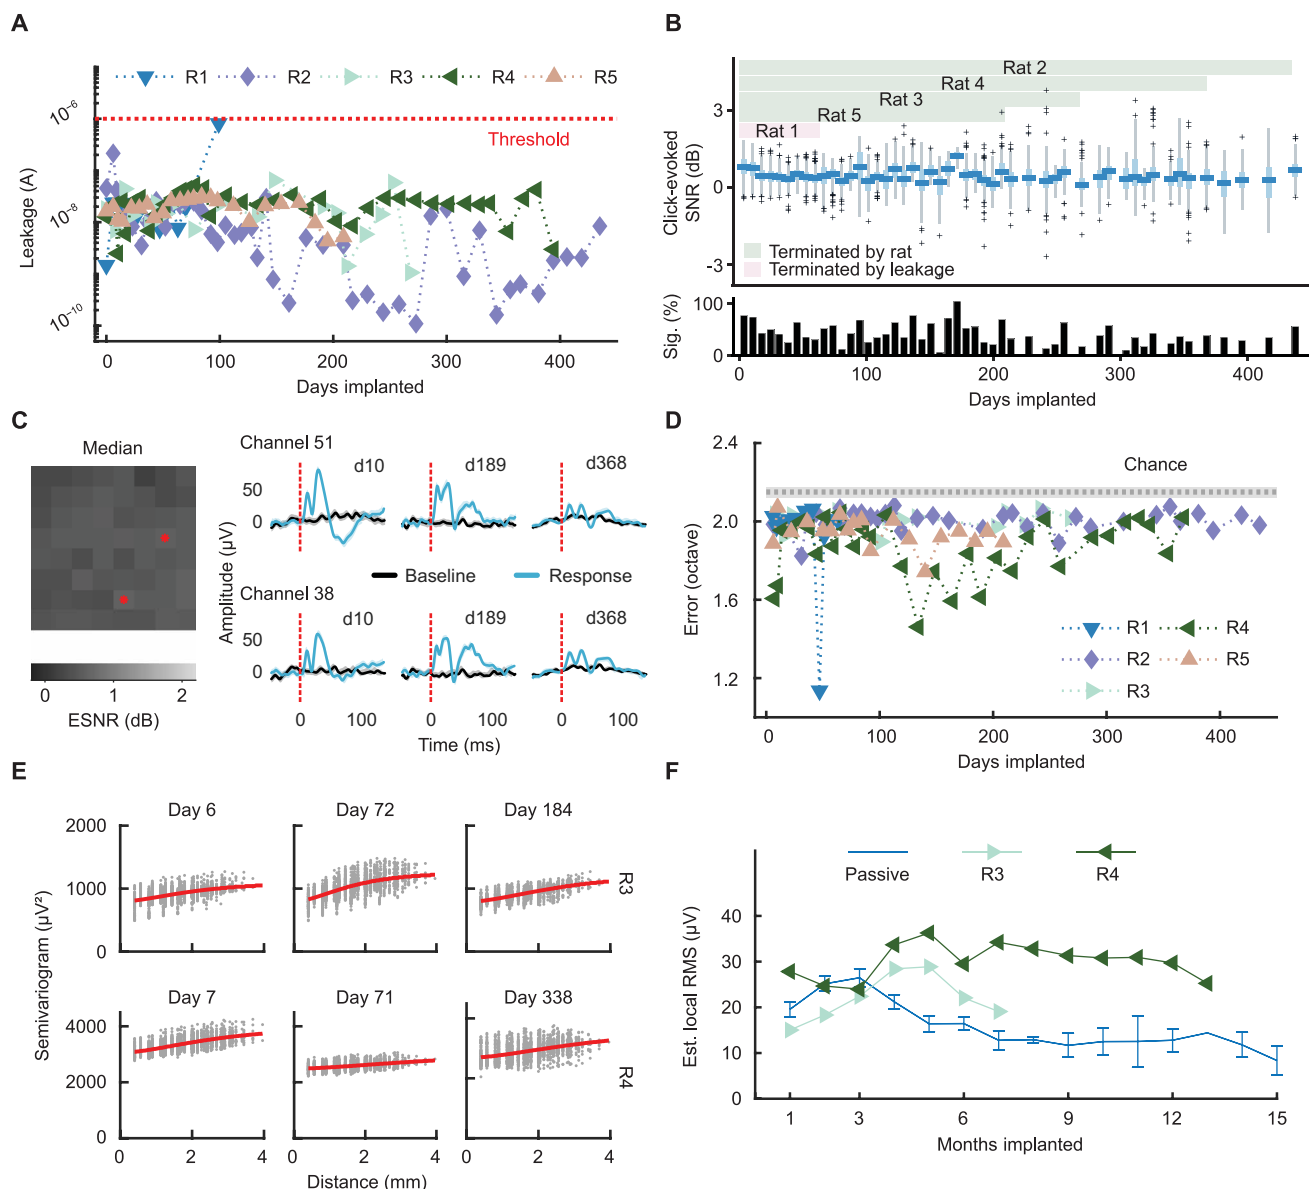 A
R1 R2 R3 R4 R5
10⁻⁶
10⁻⁸
10⁻¹⁰
Threshold
Leakage (A)
0 100 200 300 400
Days implanted
B
Rat 2
Rat 4
Rat 3
Rat 5
Rat 1
3
0
-3
Click-evoked
SNR (dB)
Terminated by rat
Terminated by leakage
100
0
Sig. (%)
0 100 200 300 400
Days implanted
C
Median
0 1 2
ESNR (dB)
Channel 51
d10 d189 d368
50
0
Baseline Response
Amplitude (µV)
Channel 38
d10 d189 d368
50
0
0 100 0 100 0 100
Time (ms)
D
2.4
2.0
1.6
1.2
Error (octave)
Chance
R1 R4
R2 R5
R3
0 100 200 300 400
Days implanted
E
Day 6 Day 72 Day 184
2000
1000
0
R3
Semivariogram (µV²)
Day 7 Day 71 Day 338
4000
2000
0
R4
0 2 4 0 2 4 0 2 4
Distance (mm)
F
Passive R3 R4
40
30
20
10
0
Est. local RMS (µV)
1 3 6 9 12 15
Months implanted